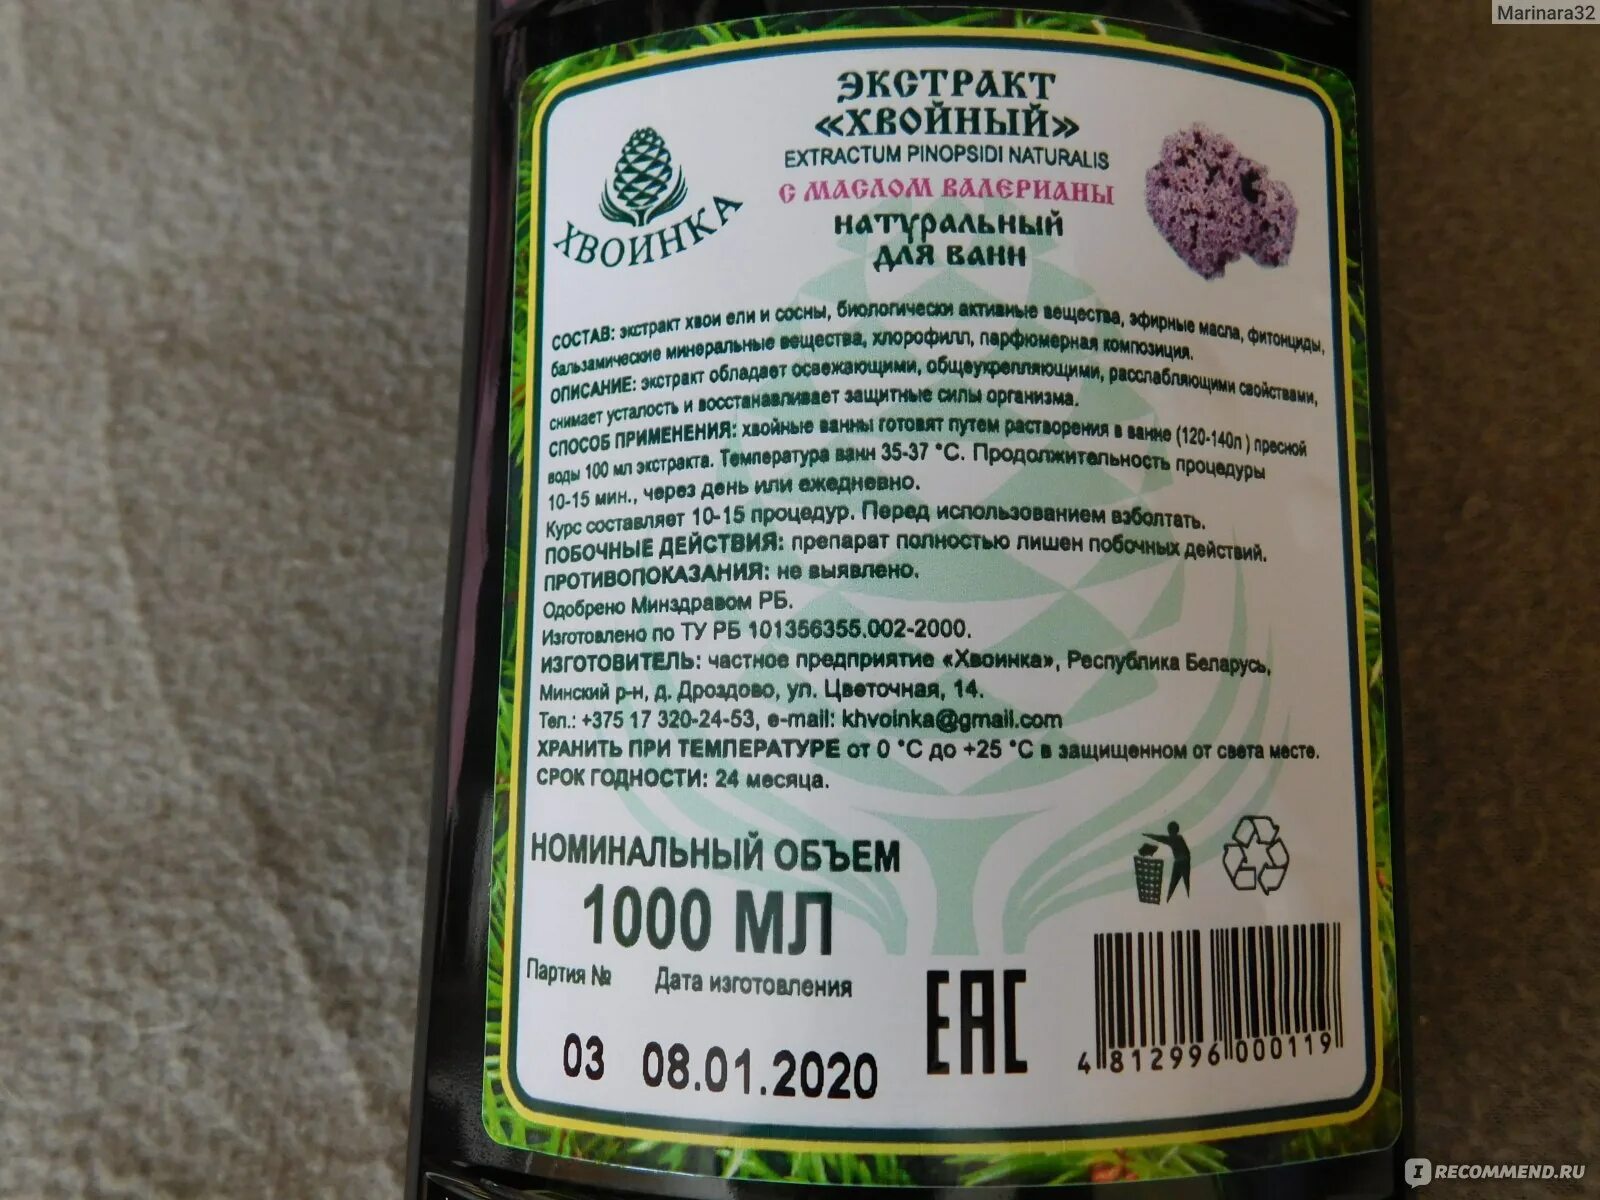 Marinara32
ЭКСТРАКТ
«ХВОЙНЫЙ»
EXTRACTUM PINOPSIDI NATURALIS
С МАСЛОМ ВАЛЕРИАНЫ
НАТУРАЛЬНЫЙ
ДЛЯ ВАНН
ХВОИНКА
СОСТАВ: экстракт хвои ели и сосны, биологически активные вещества, эфирные масла, фитонциды,
бальзамические минеральные вещества, хлорофилл, парфюмерная композиция.
ОПИСАНИЕ: экстракт обладает освежающими, общеукрепляющими, расслабляющими свойствами,
снимает усталость и восстанавливает защитные силы организма.
СПОСОБ ПРИМЕНЕНИЯ: хвойные ванны готовят путем растворения в ванне (120-140л ) пресной
воды 100 мл экстракта. Температура ванн 35-37 °С. Продолжительность процедуры
10-15 мин., через день или ежедневно.
Курс составляет 10-15 процедур. Перед использованием взболтать.
ПОБОЧНЫЕ ДЕЙСТВИЯ: препарат полностью лишен побочных действий.
ПРОТИВОПОКАЗАНИЯ: не выявлено.
Одобрено Минздравом РБ.
Изготовлено по ТУ РБ 101356355.002-2000.
ИЗГОТОВИТЕЛЬ: частное предприятие «Хвоинка», Республика Беларусь,
Минский р-н, д. Дроздово, ул. Цветочная, 14.
Тел.: +375 17 320-24-53, e-mail: khvoinka@gmail.com
ХРАНИТЬ ПРИ ТЕМПЕРАТУРЕ от 0 °С до +25 °С в защищенном от света месте.
СРОК ГОДНОСТИ: 24 месяца.
НОМИНАЛЬНЫЙ ОБЪЕМ
1000 МЛ
Партия № Дата изготовления
03 08.01.2020
ЕАС
4 812996 000119
IRECOMMEND.RU